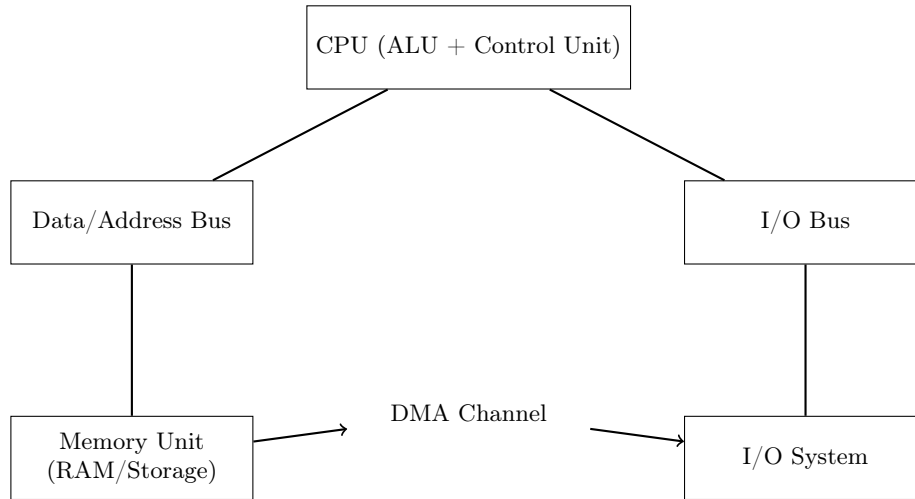 CPU (ALU + Control Unit)
Data/Address Bus
I/O Bus
DMA Channel
Memory Unit
(RAM/Storage)
I/O System